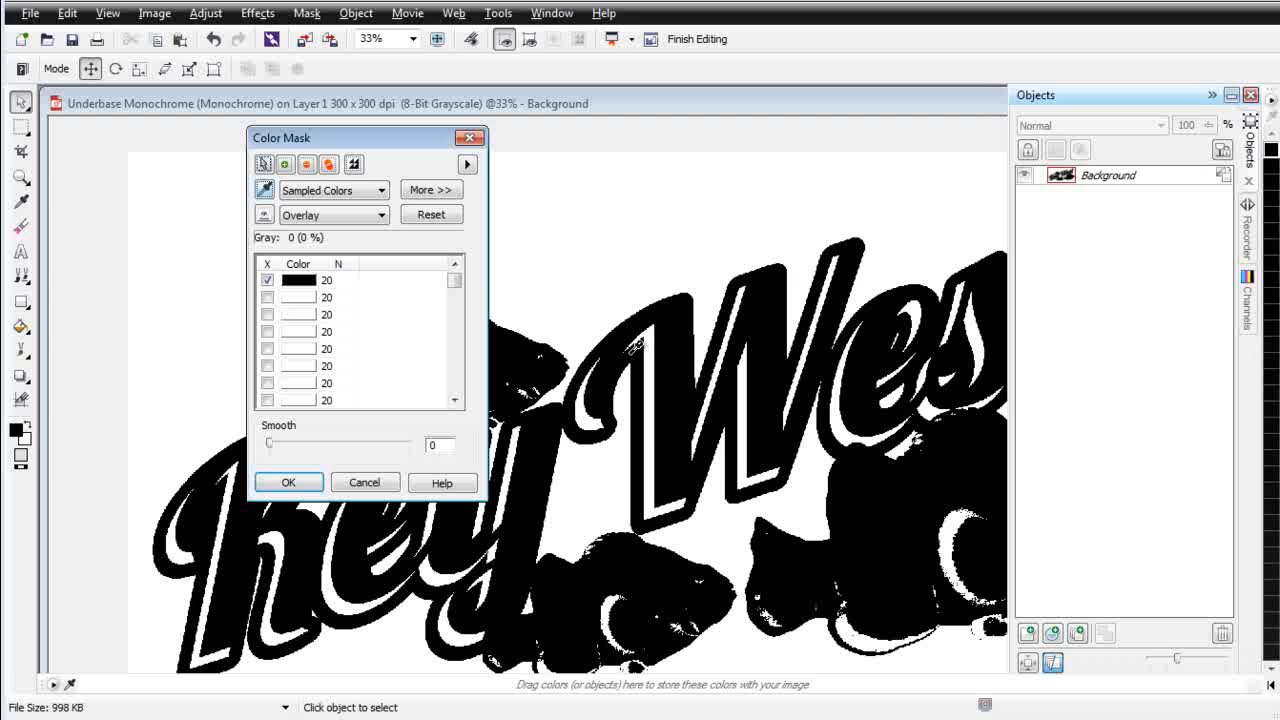 File Edit View Image Adjust Effects Mask Object Movie Web Tools Window Help
33% Finish Editing
Mode
Underbase Monochrome (Monochrome) on Layer 1 300 x 300 dpi (8-Bit Grayscale) @33% - Background
Objects
Normal 100 %
Background
Objects
Recorder
Channels
Color Mask
Sampled Colors More >>
Overlay Reset
Gray: 0 (0 %)
X Color N
20
20
20
20
20
20
20
20
Smooth
0
OK Cancel Help
Key Wes
Drag colors (or objects) here to store these colors with your image
File Size: 998 KB Click object to select